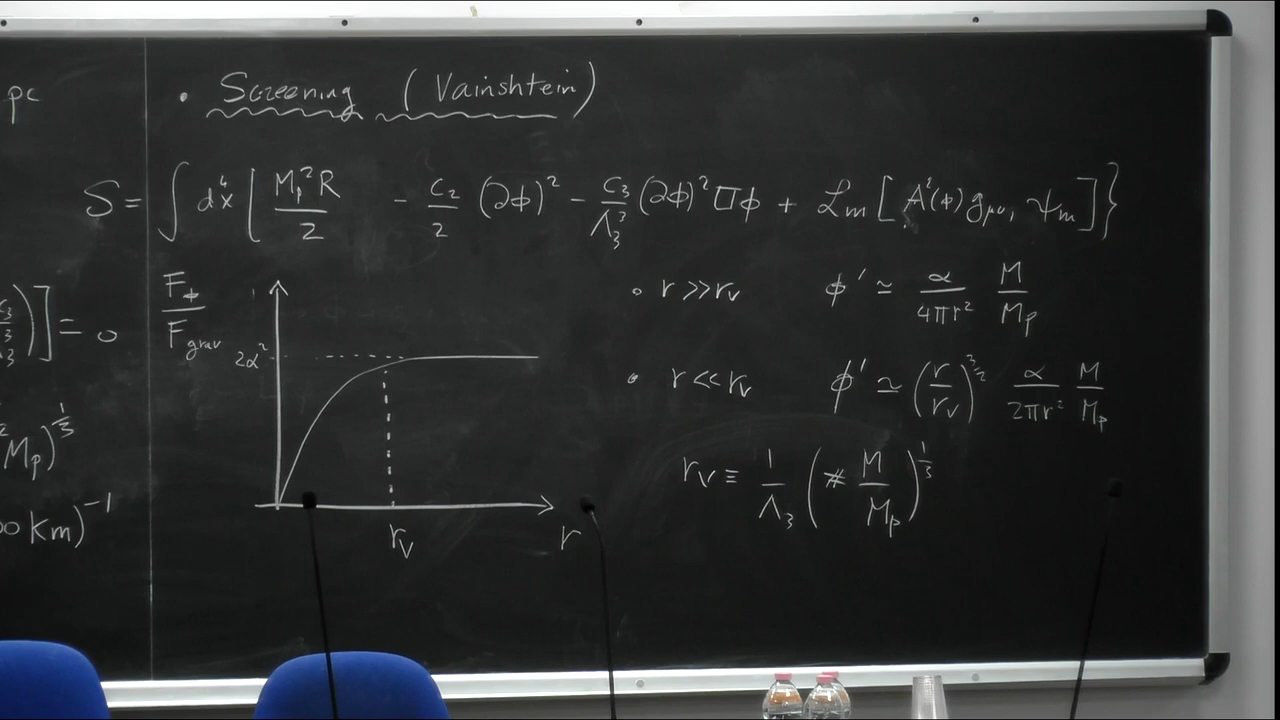 pc
• Screening (Vainshtein)
S = ∫ d⁴x [ M_P² R / 2 - c₂/2 (∂ϕ)² - c₃/Λ₃³ (∂ϕ)² □ϕ + ℒ_m [ A²(ϕ) g_μν, ψ_m ] }
)] = 0
M_p)^{1/3}
km)⁻¹
F_ϕ / F_grav
2α²
r_V
r
∘ r >> r_V ϕ' ≃ α/(4πr²) M/M_p
∘ r << r_V ϕ' ≃ (r/r_V)^{3/2} α/(2πr²) M/M_p
r_V ≡ 1/Λ₃ (# M/M_p)^{1/3}